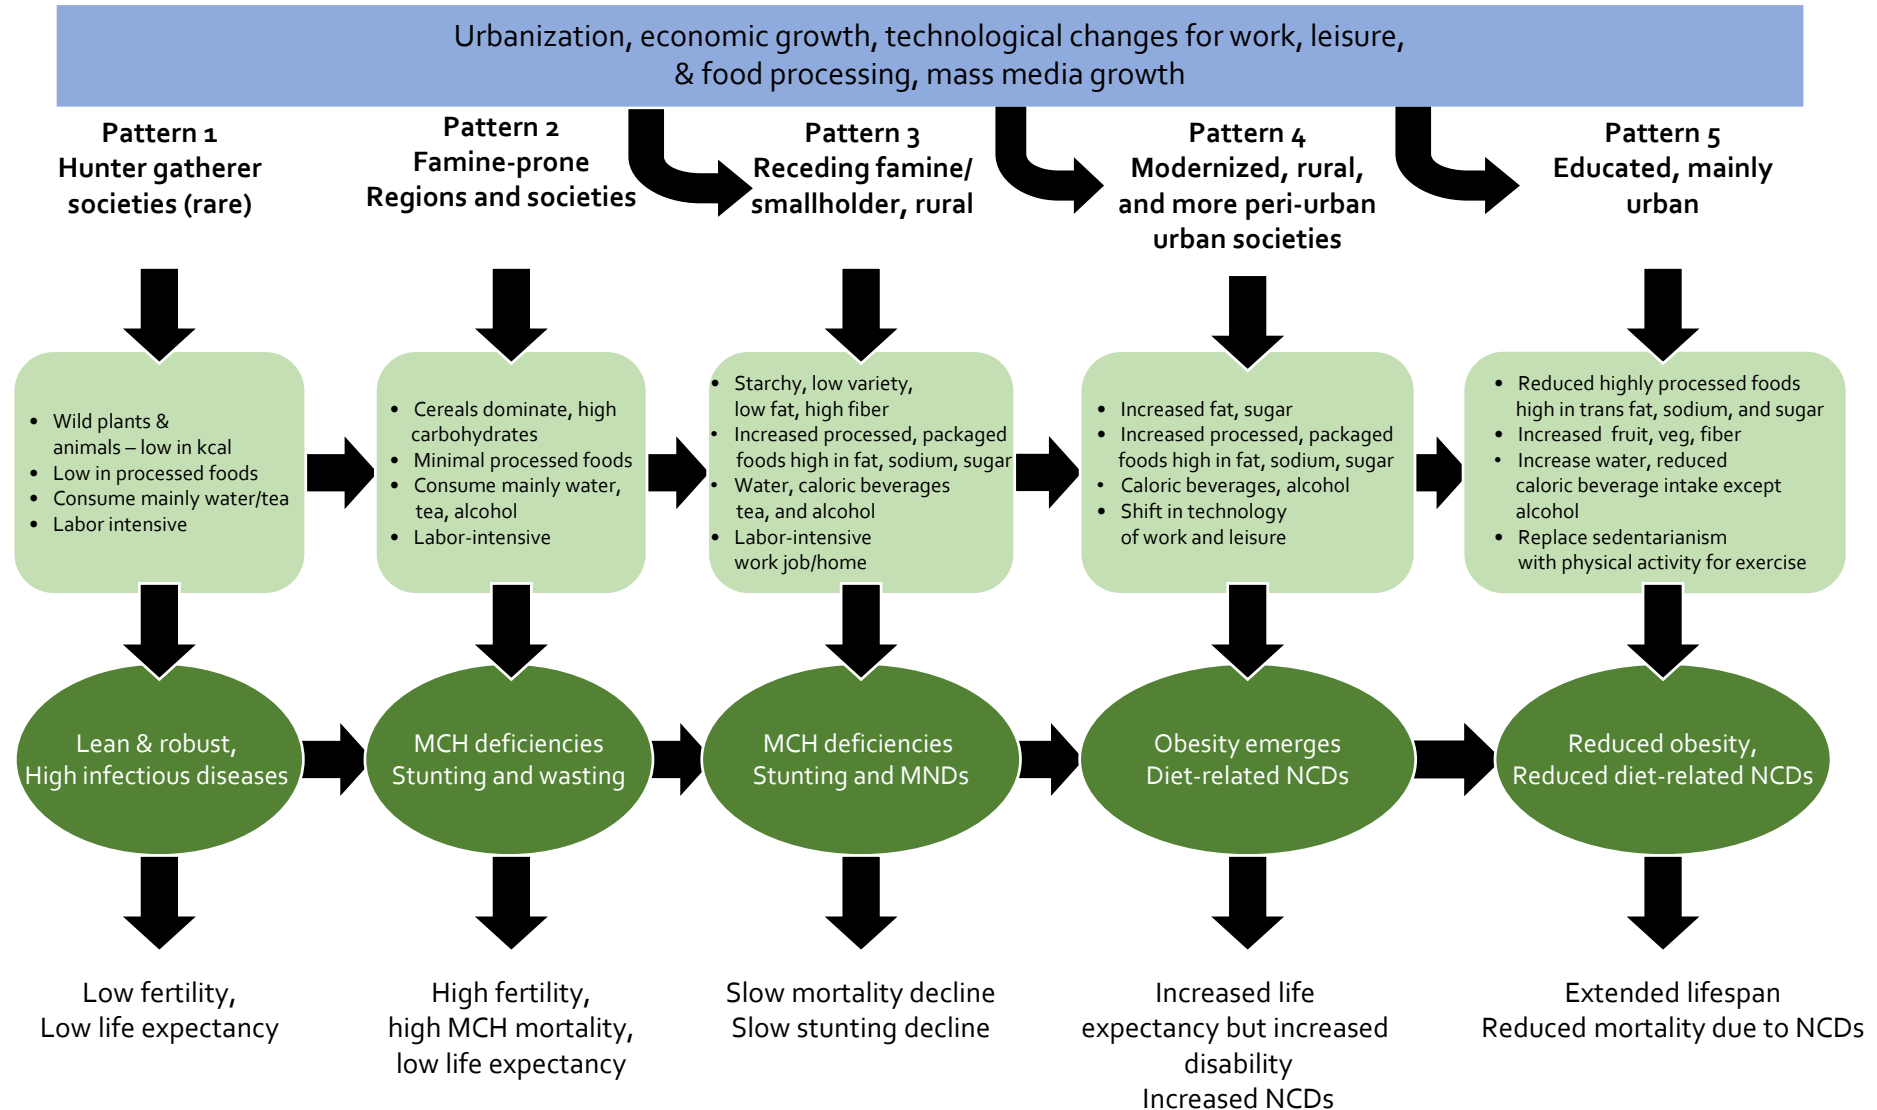 Urbanization, economic growth, technological changes for work, leisure,
& food processing, mass media growth
Pattern 1
Hunter gatherer
societies (rare)
Pattern 2
Famine-prone
Regions and societies
Pattern 3
Receding famine/
smallholder, rural
Pattern 4
Modernized, rural,
and more peri-urban
urban societies
Pattern 5
Educated, mainly
urban
• Wild plants &
animals – low in kcal
• Low in processed foods
• Consume mainly water/tea
• Labor intensive
• Cereals dominate, high
carbohydrates
• Minimal processed foods
• Consume mainly water,
tea, alcohol
• Labor-intensive
• Starchy, low variety,
low fat, high fiber
• Increased processed, packaged
foods high in fat, sodium, sugar
• Water, caloric beverages
tea, and alcohol
• Labor-intensive
work job/home
• Increased fat, sugar
• Increased processed, packaged
foods high in fat, sodium, sugar
• Caloric beverages, alcohol
• Shift in technology
of work and leisure
• Reduced highly processed foods
high in trans fat, sodium, and sugar
• Increased fruit, veg, fiber
• Increase water, reduced
caloric beverage intake except
alcohol
• Replace sedentarianism
with physical activity for exercise
Lean & robust,
High infectious diseases
MCH deficiencies
Stunting and wasting
MCH deficiencies
Stunting and MNDs
Obesity emerges
Diet-related NCDs
Reduced obesity,
Reduced diet-related NCDs
Low fertility,
Low life expectancy
High fertility,
high MCH mortality,
low life expectancy
Slow mortality decline
Slow stunting decline
Increased life
expectancy but increased
disability
Increased NCDs
Extended lifespan
Reduced mortality due to NCDs